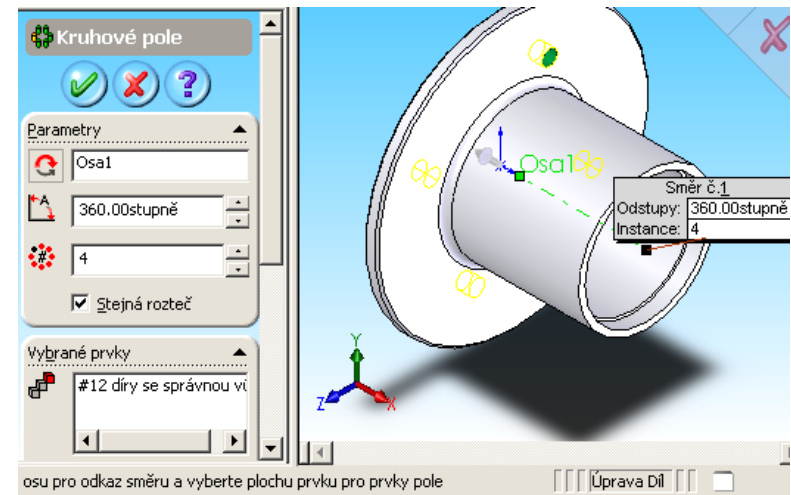 Kruhové pole
Parametry
Osa1
360.00stupně
4
Stejná rozteč
Vybrané prvky
#12 díry se správnou vů
Osa1
Směr č.1
Odstupy: 360.00stupně
Instance: 4
Y
Z
X
osu pro odkaz směru a vyberte plochu prvku pro prvky pole
Úprava Díl